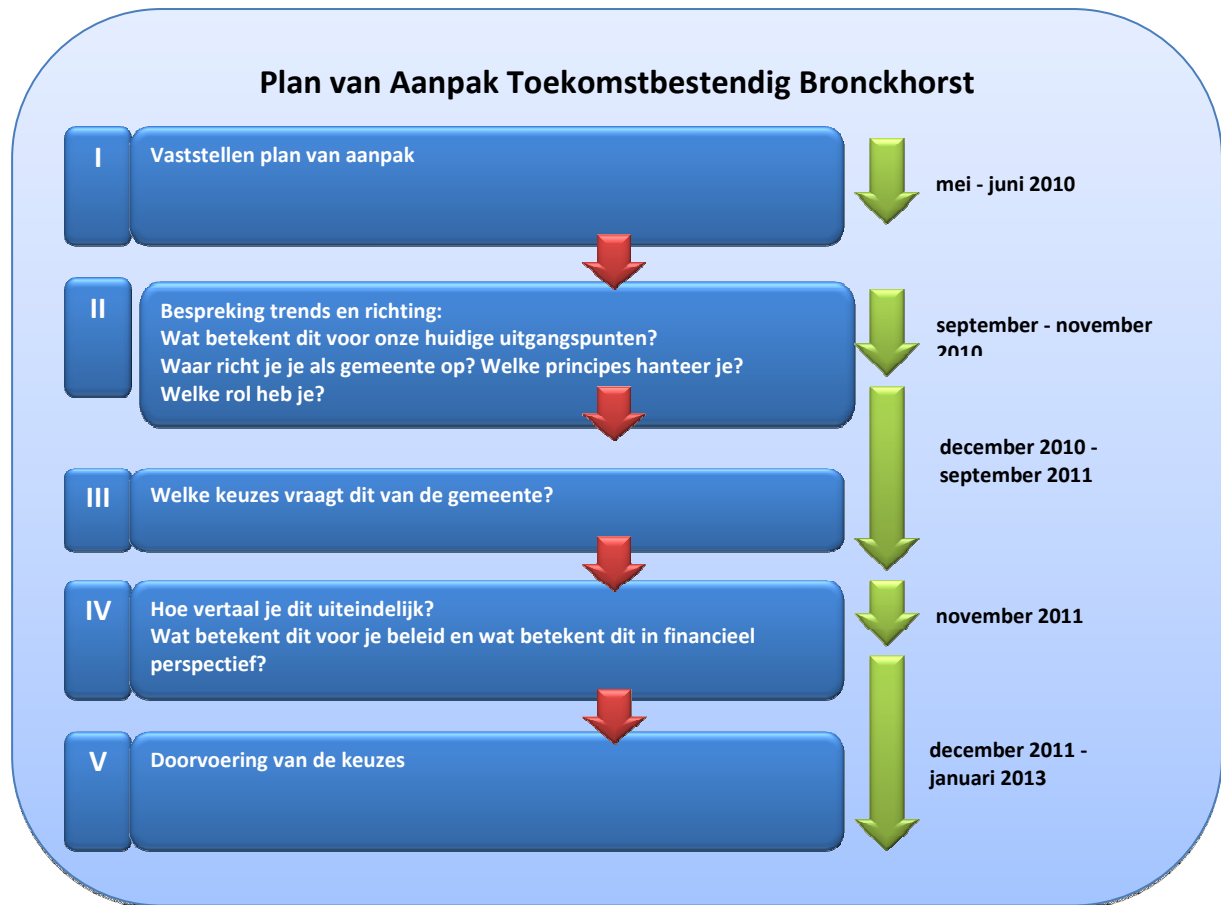 Plan van Aanpak Toekomstbestendig Bronckhorst
I
Vaststellen plan van aanpak
mei - juni 2010
II
Bespreking trends en richting:
Wat betekent dit voor onze huidige uitgangspunten?
Waar richt je je als gemeente op? Welke principes hanteer je?
Welke rol heb je?
september - november
2010
december 2010 -
september 2011
III
Welke keuzes vraagt dit van de gemeente?
IV
Hoe vertaal je dit uiteindelijk?
Wat betekent dit voor je beleid en wat betekent dit in financieel
perspectief?
november 2011
V
Doorvoering van de keuzes
december 2011 -
januari 2013